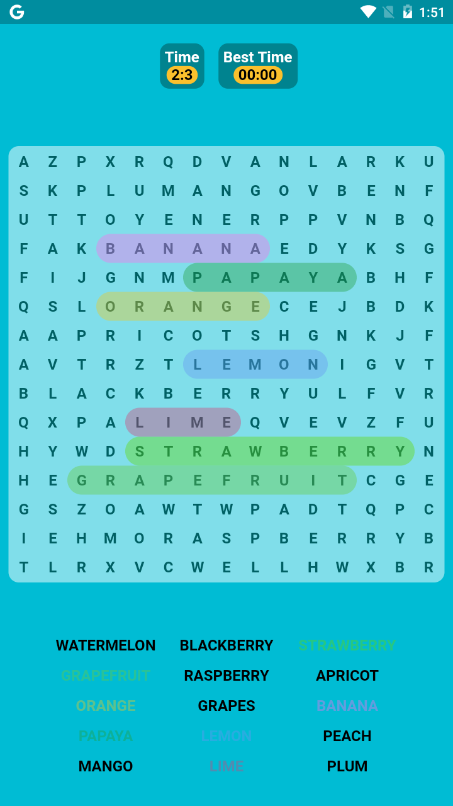 G 1:51
Time Best Time
2:3 00:00
A Z P X R Q D V A N L A R K U
S K P L U M A N G O V B E N F
U T T O Y E N E R P P V N B Q
F A K B A N A N A E D Y K S G
F I J G N M P A P A Y A B H F
Q S L O R A N G E C E J B D K
A A P R I C O T S H G N K J F
A V T R Z T L E M O N I G V T
B L A C K B E R R Y U L F V R
Q X P A L I M E Q V E V Z F U
H Y W D S T R A W B E R R Y N
H E G R A P E F R U I T C G E
G S Z O A W T W P A D T Q P C
I E H M O R A S P B E R R Y B
T L R X V C W E L L H W X B R
WATERMELON BLACKBERRY STRAWBERRY
GRAPEFRUIT RASPBERRY APRICOT
ORANGE GRAPES BANANA
PAPAYA LEMON PEACH
MANGO LIME PLUM